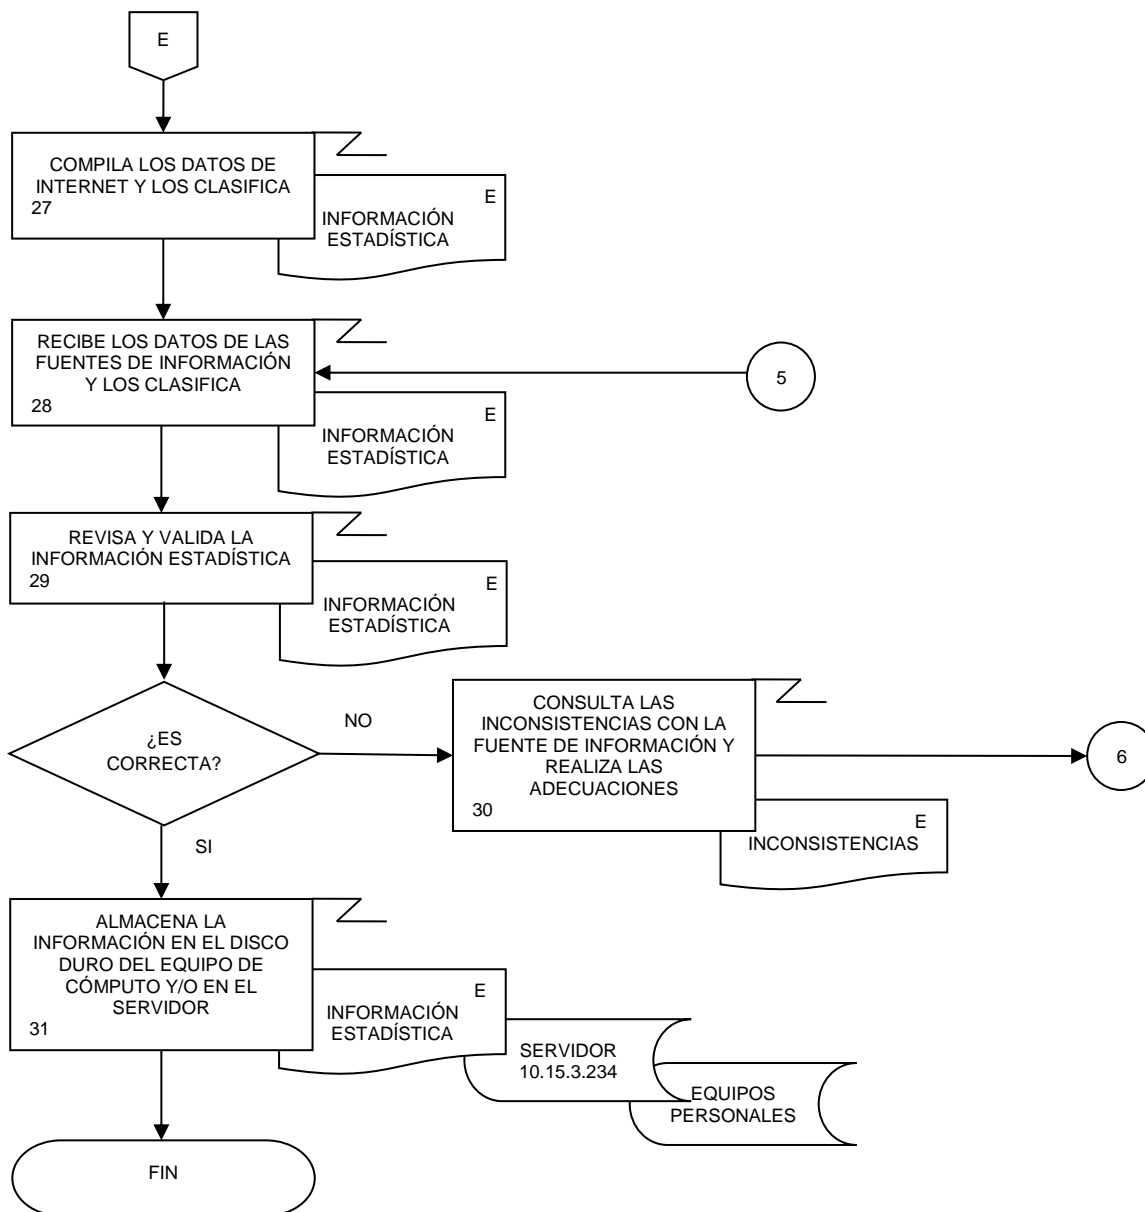 E
COMPILA LOS DATOS DE
INTERNET Y LOS CLASIFICA
27
E
INFORMACIÓN
ESTADÍSTICA
RECIBE LOS DATOS DE LAS
FUENTES DE INFORMACIÓN
Y LOS CLASIFICA
28
5
E
INFORMACIÓN
ESTADÍSTICA
REVISA Y VALIDA LA
INFORMACIÓN ESTADÍSTICA
29
E
INFORMACIÓN
ESTADÍSTICA
¿ES
CORRECTA?
NO
CONSULTA LAS
INCONSISTENCIAS CON LA
FUENTE DE INFORMACIÓN Y
REALIZA LAS
ADECUACIONES
30
6
E
INCONSISTENCIAS
SI
ALMACENA LA
INFORMACIÓN EN EL DISCO
DURO DEL EQUIPO DE
CÓMPUTO Y/O EN EL
SERVIDOR
31
E
INFORMACIÓN
ESTADÍSTICA
SERVIDOR
10.15.3.234
EQUIPOS
PERSONALES
FIN